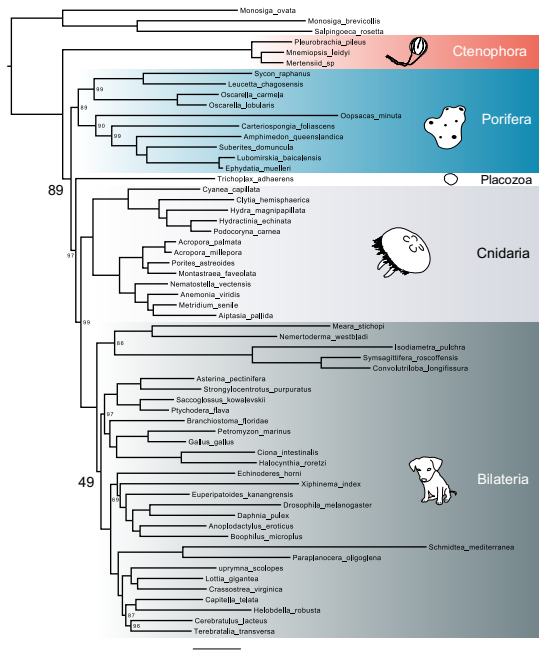 Monosiga_ovata
Monosiga_brevicollis
Salpingoeca_rosetta
Pleurobrachia_pileus
Mnemiopsis_leidyi
Mertensiid_sp
Ctenophora
Sycon_raphanus
99
Leucetta_chagosensis
Oscarella_carmela
89
Oscarella_lobularis
Oopsacas_minuta
Porifera
90
Carteriospongia_foliascens
99
Amphimedon_queenslandica
Suberites_domuncula
Lubomirskia_baicalensis
Ephydatia_muelleri
Trichoplax_adhaerens
Placozoa
89
Cyanea_capillata
Clytia_hemisphaerica
Hydra_magnipapillata
Hydractinia_echinata
Podocoryna_carnea
Acropora_palmata
97
Acropora_millepora
Cnidaria
Porites_astreoides
Montastraea_faveolata
Nematostella_vectensis
Anemonia_viridis
Metridium_senile
Aiptasia_pallida
99
Meara_stichopi
Nemertoderma_westbladi
86
Isodiametra_pulchra
Symsagittifera_roscoffensis
Convolutriloba_longifissura
Asterina_pectinifera
Strongylocentrotus_purpuratus
Saccoglossus_kowalevskii
Ptychodera_flava
97
Branchiostoma_floridae
Petromyzon_marinus
Gallus_gallus
Ciona_intestinalis
Halocynthia_roretzi
Echinoderes_horni
49
Bilateria
Xiphinema_index
Euperipatoides_kanangrensis
69
Drosophila_melanogaster
Daphnia_pulex
Anoplodactylus_eroticus
Boophilus_microplus
Schmidtea_mediterranea
Paraplanocera_oligoglena
uprymna_scolopes
Lottia_gigantea
Crassostrea_virginica
Capitella_telata
Helobdella_robusta
87
Cerebratulus_lacteus
96
Terebratalia_transversa